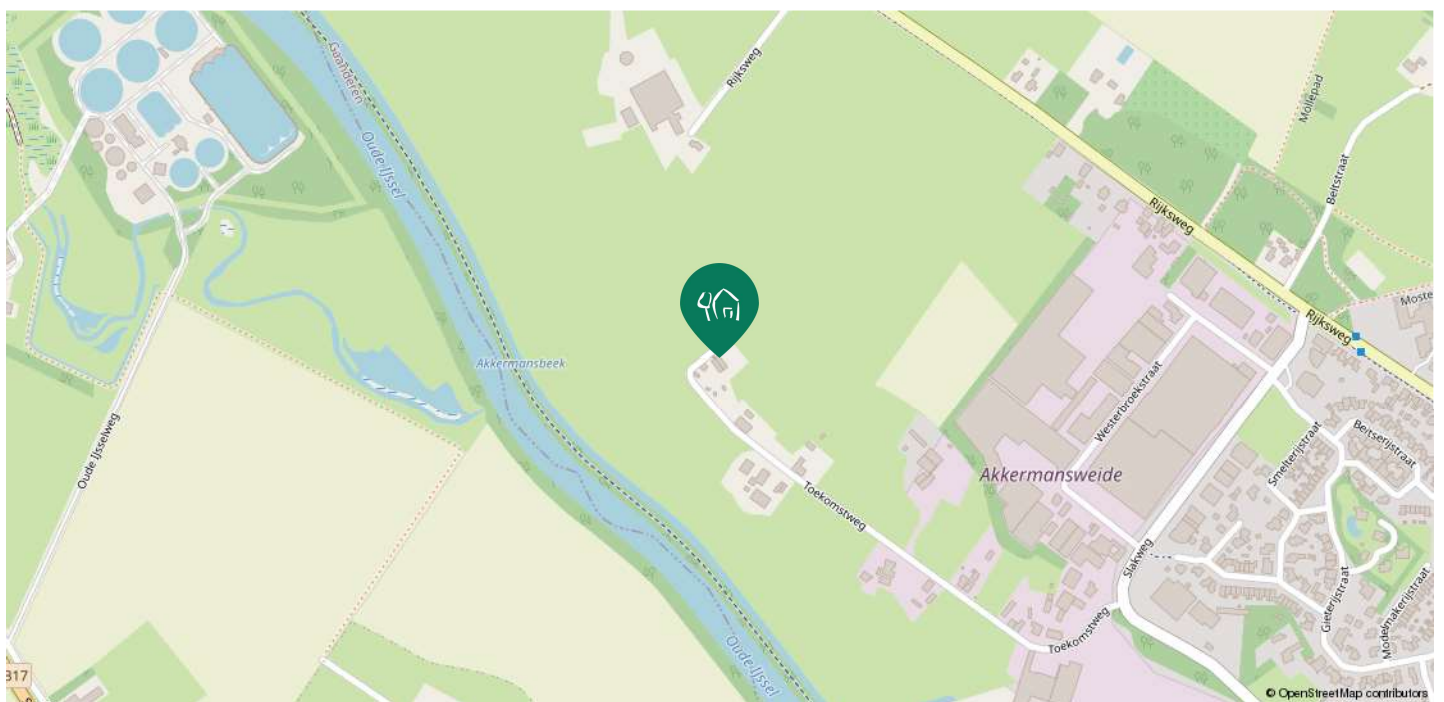 Gaanderen
Oude IJssel
Rijksweg
Mollepad
Beltstraat
Rijksweg
Rijksweg
Moste
Akkermansbeek
Oude IJsselweg
Westerbroekstraat
Smelterijstraat
Beitserijstraat
Akkermansweide
Toekomstweg
Slakweg
Gieterijstraat
Modelmakerijstraat
Toekomstweg
Oude IJssel
317
© OpenStreetMap contributors